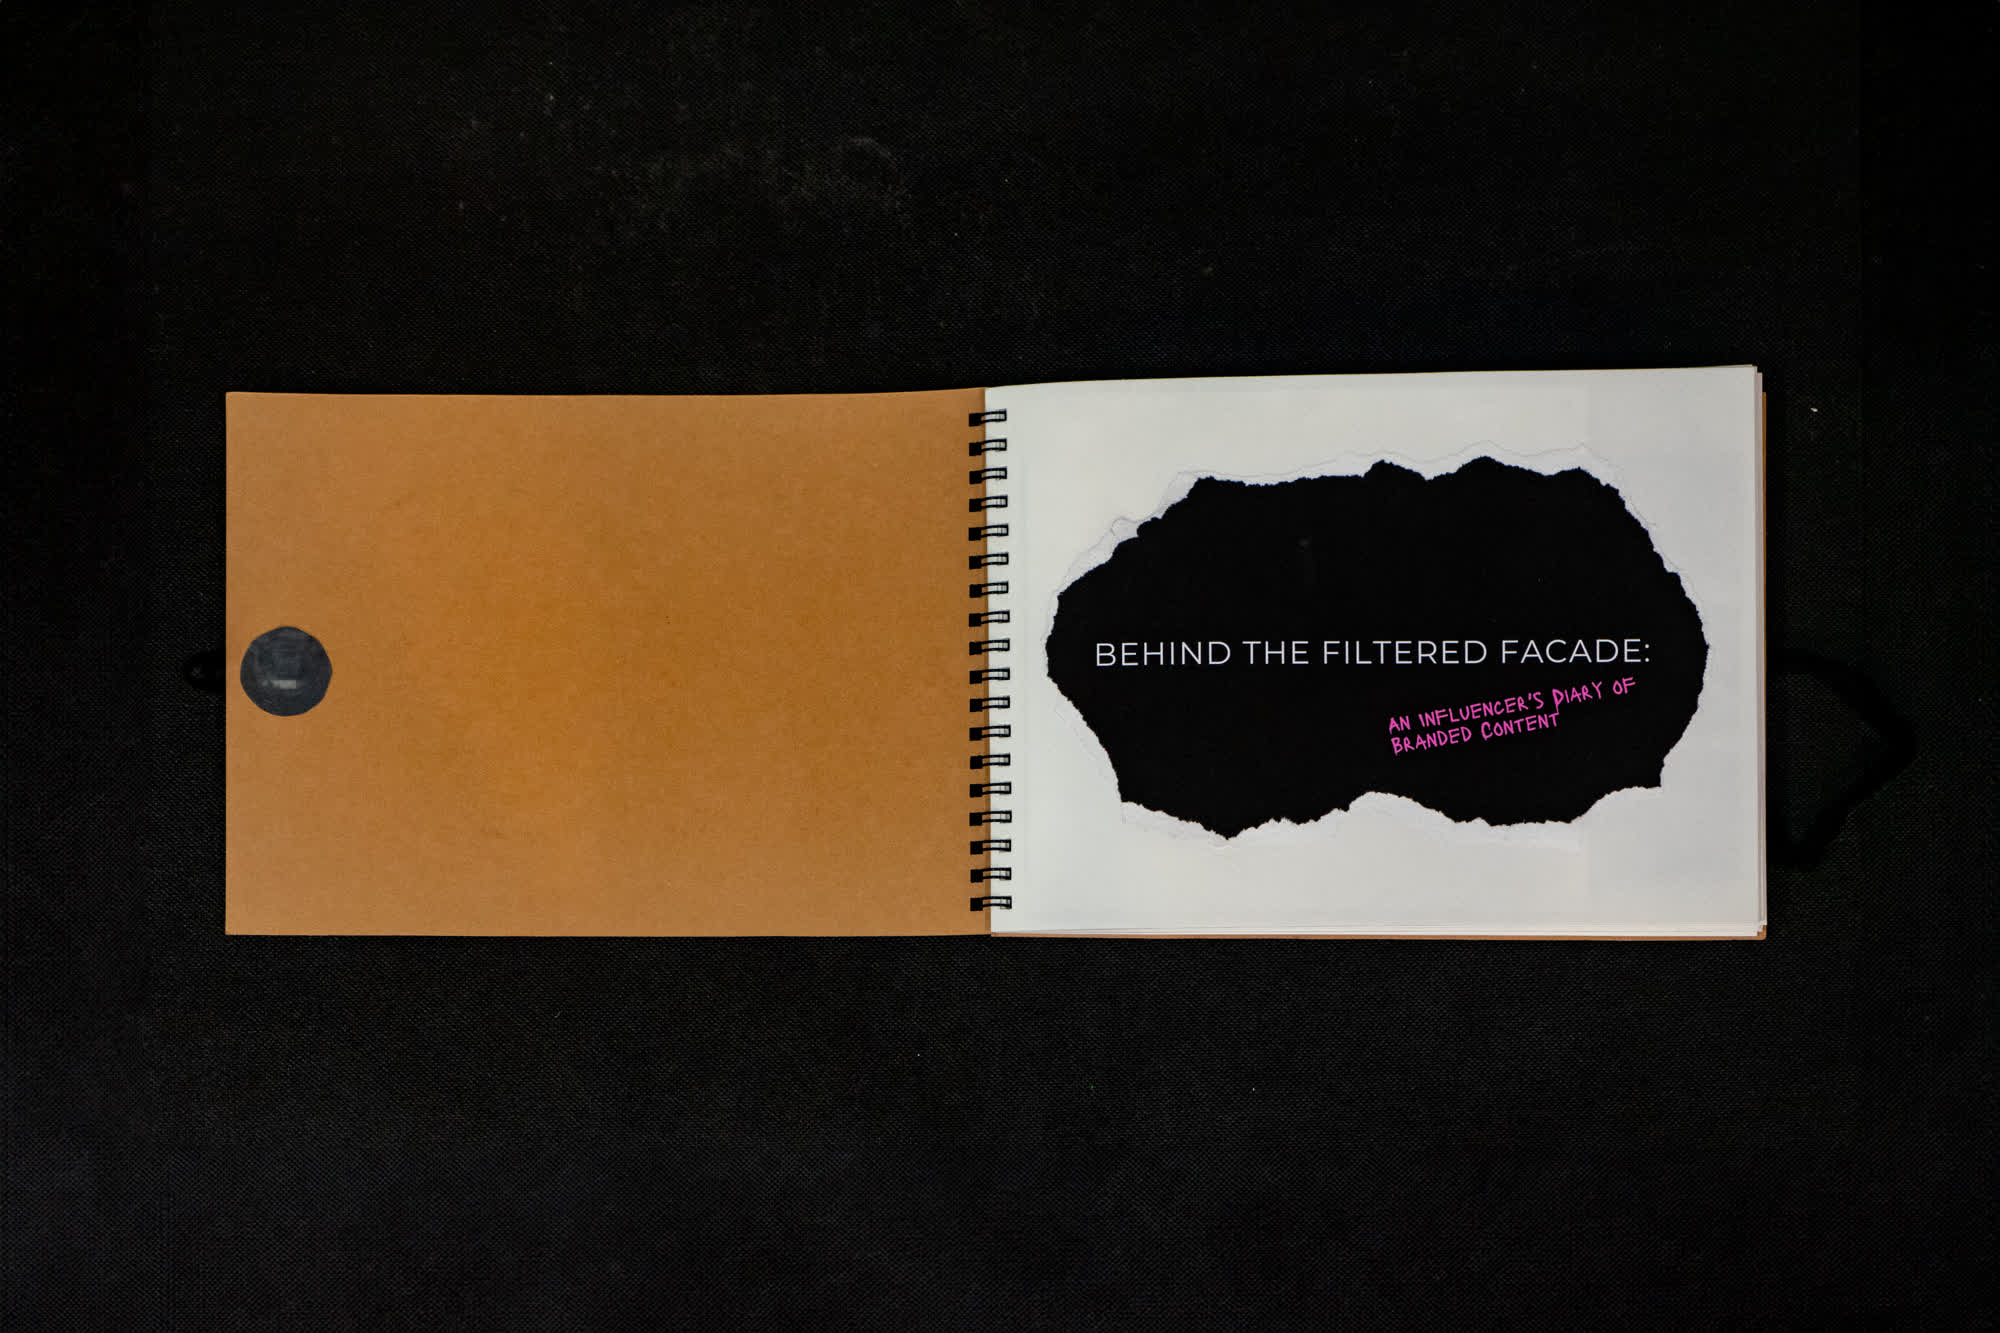 BEHIND THE FILTERED FACADE:
AN INFLUENCER'S DIARY OF
BRANDED CONTENT